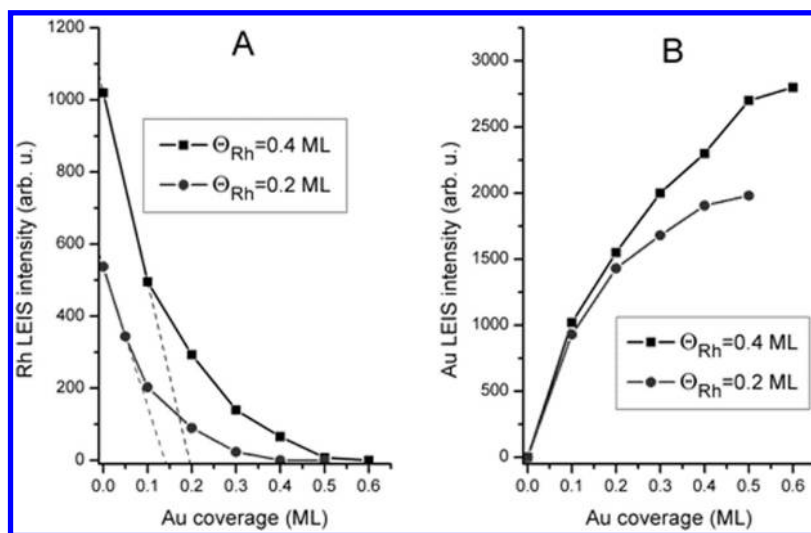 A
1200
1000
800
600
400
200
0
Rh LEIS intensity (arb. u.)
Θ_Rh=0.4 ML
Θ_Rh=0.2 ML
0.0 0.1 0.2 0.3 0.4 0.5 0.6
Au coverage (ML)
B
3000
2500
2000
1500
1000
500
0
Au LEIS intensity (arb. u.)
Θ_Rh=0.4 ML
Θ_Rh=0.2 ML
0.0 0.1 0.2 0.3 0.4 0.5 0.6
Au coverage (ML)